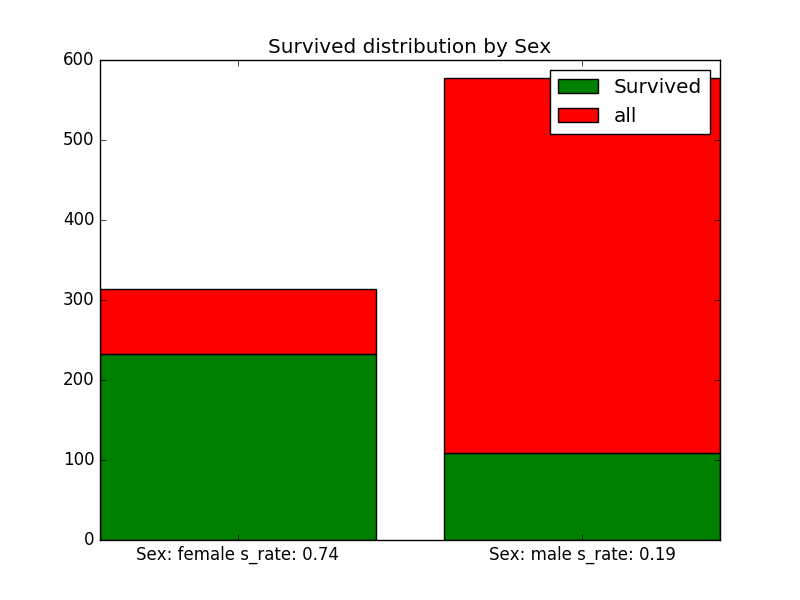 Survived distribution by Sex
Survived
all
600
500
400
300
200
100
0
Sex: female s_rate: 0.74
Sex: male s_rate: 0.19